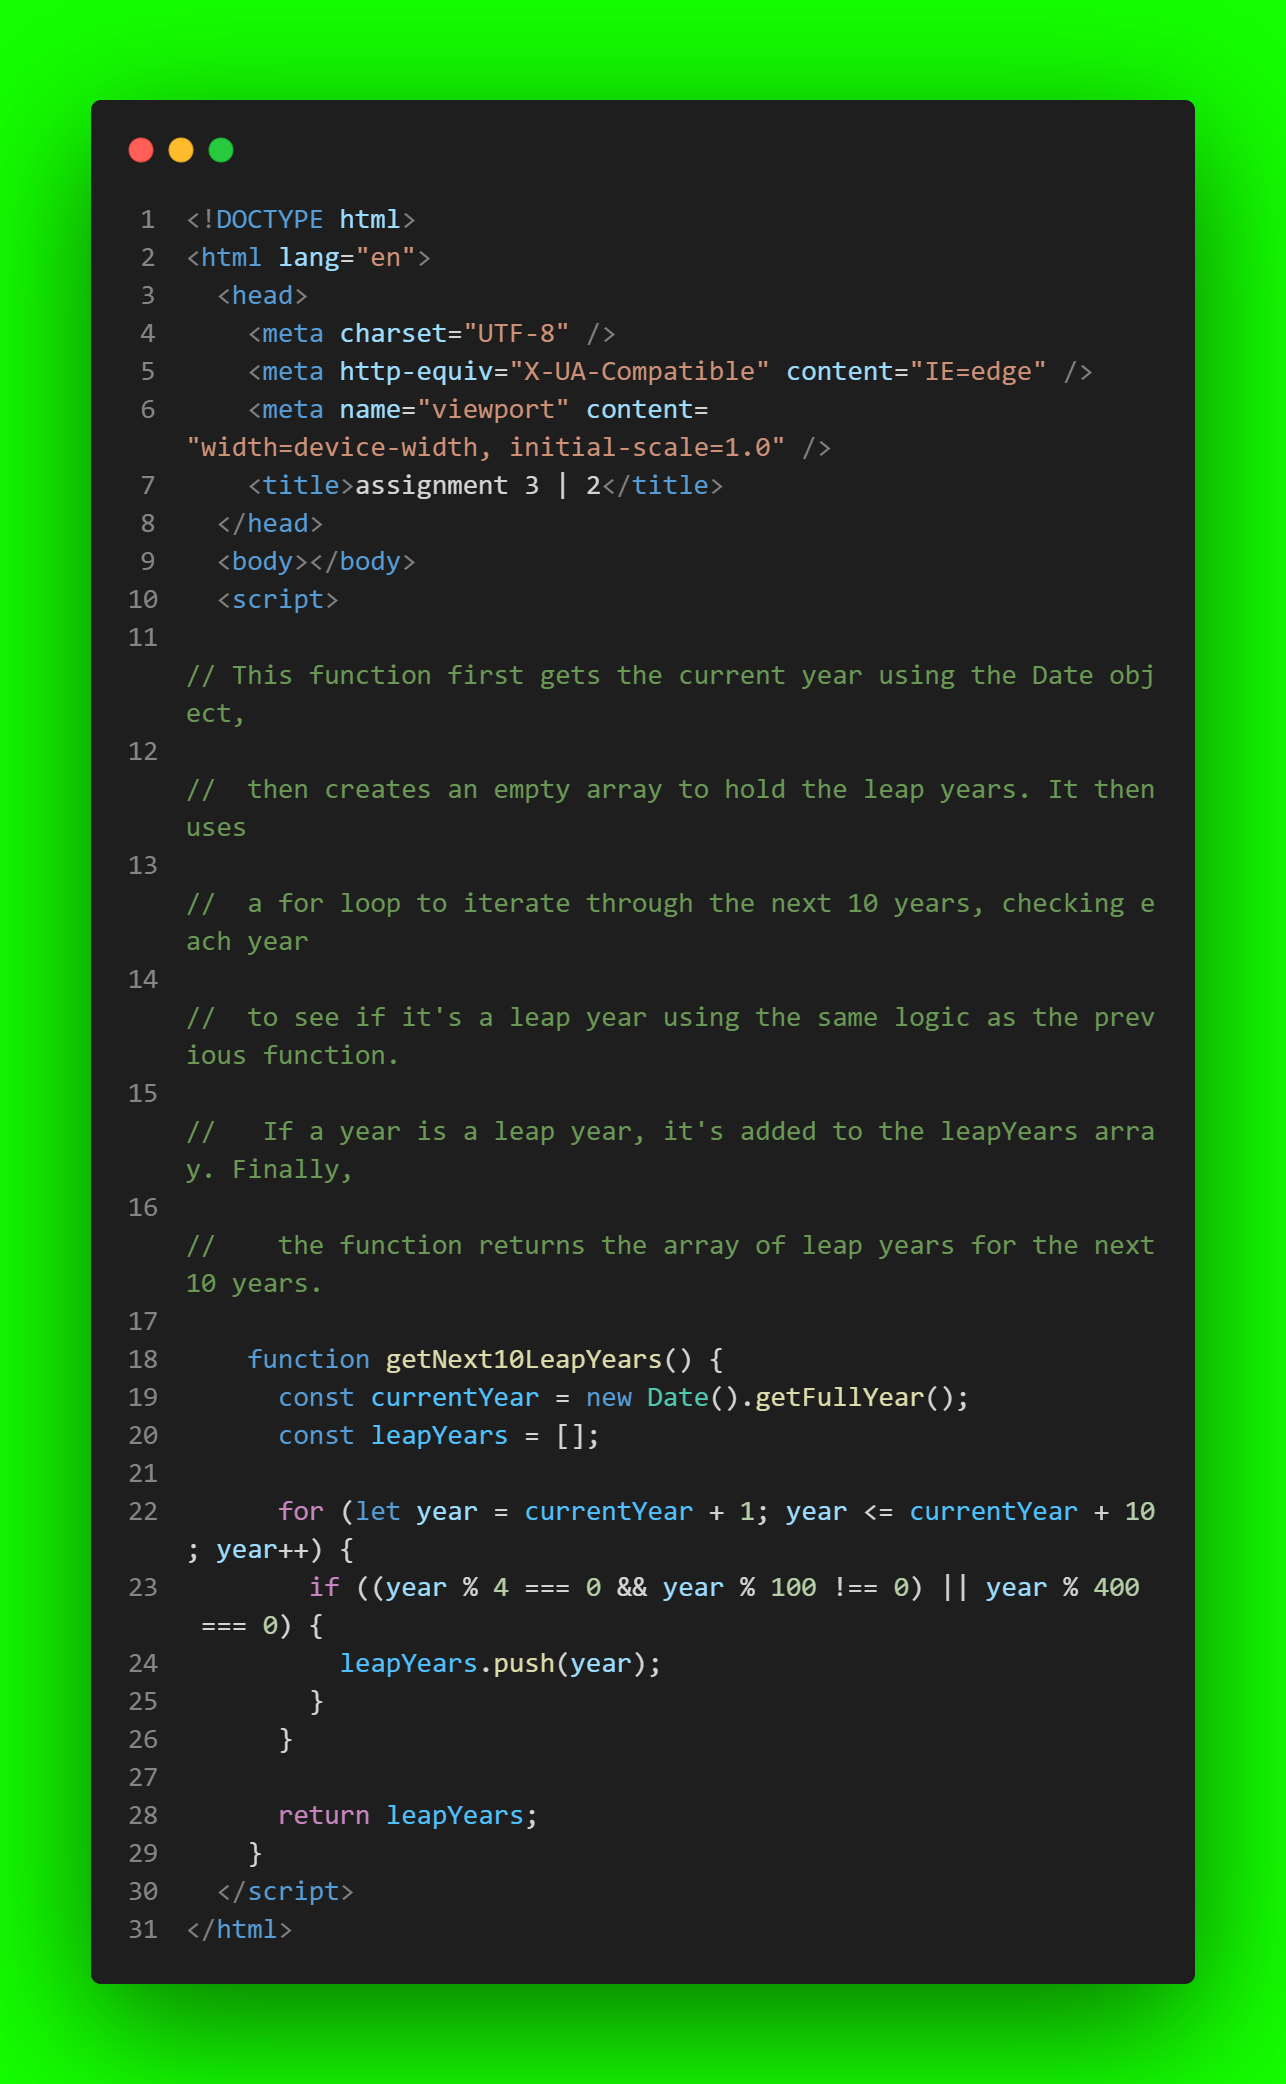 1 <!DOCTYPE html>
2 <html lang="en">
3   <head>
4     <meta charset="UTF-8" />
5     <meta http-equiv="X-UA-Compatible" content="IE=edge" />
6     <meta name="viewport" content=
"width=device-width, initial-scale=1.0" />
7     <title>assignment 3 | 2</title>
8   </head>
9   <body></body>
10   <script>
11
// This function first gets the current year using the Date obj
ect,
12
//  then creates an empty array to hold the leap years. It then
uses
13
//  a for loop to iterate through the next 10 years, checking e
ach year
14
//  to see if it's a leap year using the same logic as the prev
ious function.
15
//   If a year is a leap year, it's added to the leapYears arra
y. Finally,
16
//    the function returns the array of leap years for the next
10 years.
17
18     function getNext10LeapYears() {
19       const currentYear = new Date().getFullYear();
20       const leapYears = [];
21
22       for (let year = currentYear + 1; year <= currentYear + 10
; year++) {
23         if ((year % 4 === 0 && year % 100 !== 0) || year % 400
 === 0) {
24           leapYears.push(year);
25         }
26       }
27
28       return leapYears;
29     }
30   </script>
31 </html>